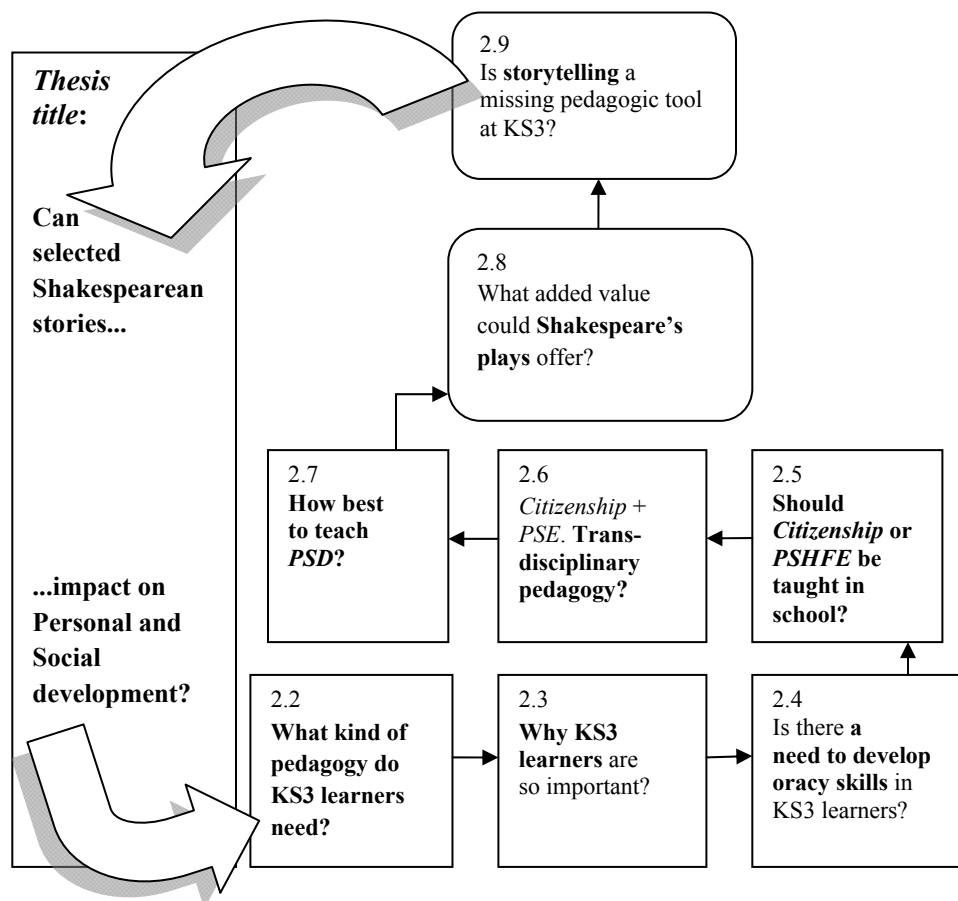 Thesis
title:
Can
selected
Shakespearean
stories...
...impact on
Personal and
Social
development?
2.2
What kind of
pedagogy do
KS3 learners
need?
2.3
Why KS3
learners are
so important?
2.4
Is there a
need to develop
oracy skills in
KS3 learners?
2.5
Should
Citizenship or
PSHFE be
taught in
school?
2.6
Citizenship +
PSE. Trans-
disciplinary
pedagogy?
2.7
How best
to teach
PSD?
2.8
What added value
could Shakespeare’s
plays offer?
2.9
Is storytelling a
missing pedagogic tool
at KS3?